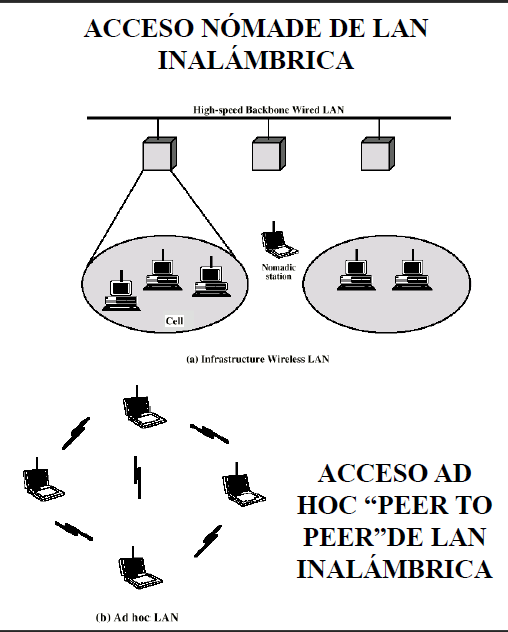 ACCESO NÓMADE DE LAN
INALÁMBRICA
High-speed Backbone Wired LAN
Nomadic
station
Cell
(a) Infrastructure Wireless LAN
ACCESO AD
HOC “PEER TO
PEER”DE LAN
INALÁMBRICA
(b) Ad hoc LAN